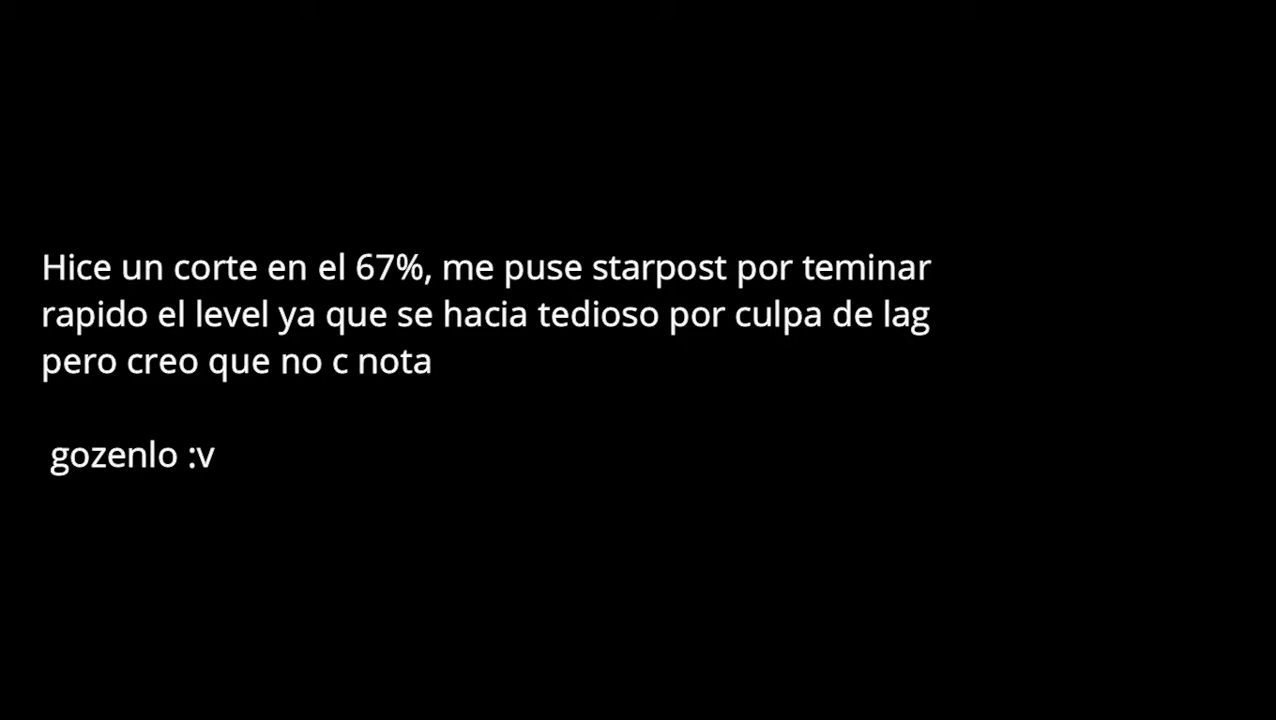 Hice un corte en el 67%, me puse starpost por teminar
rapido el level ya que se hacia tedioso por culpa de lag
pero creo que no c nota
gozenlo :v